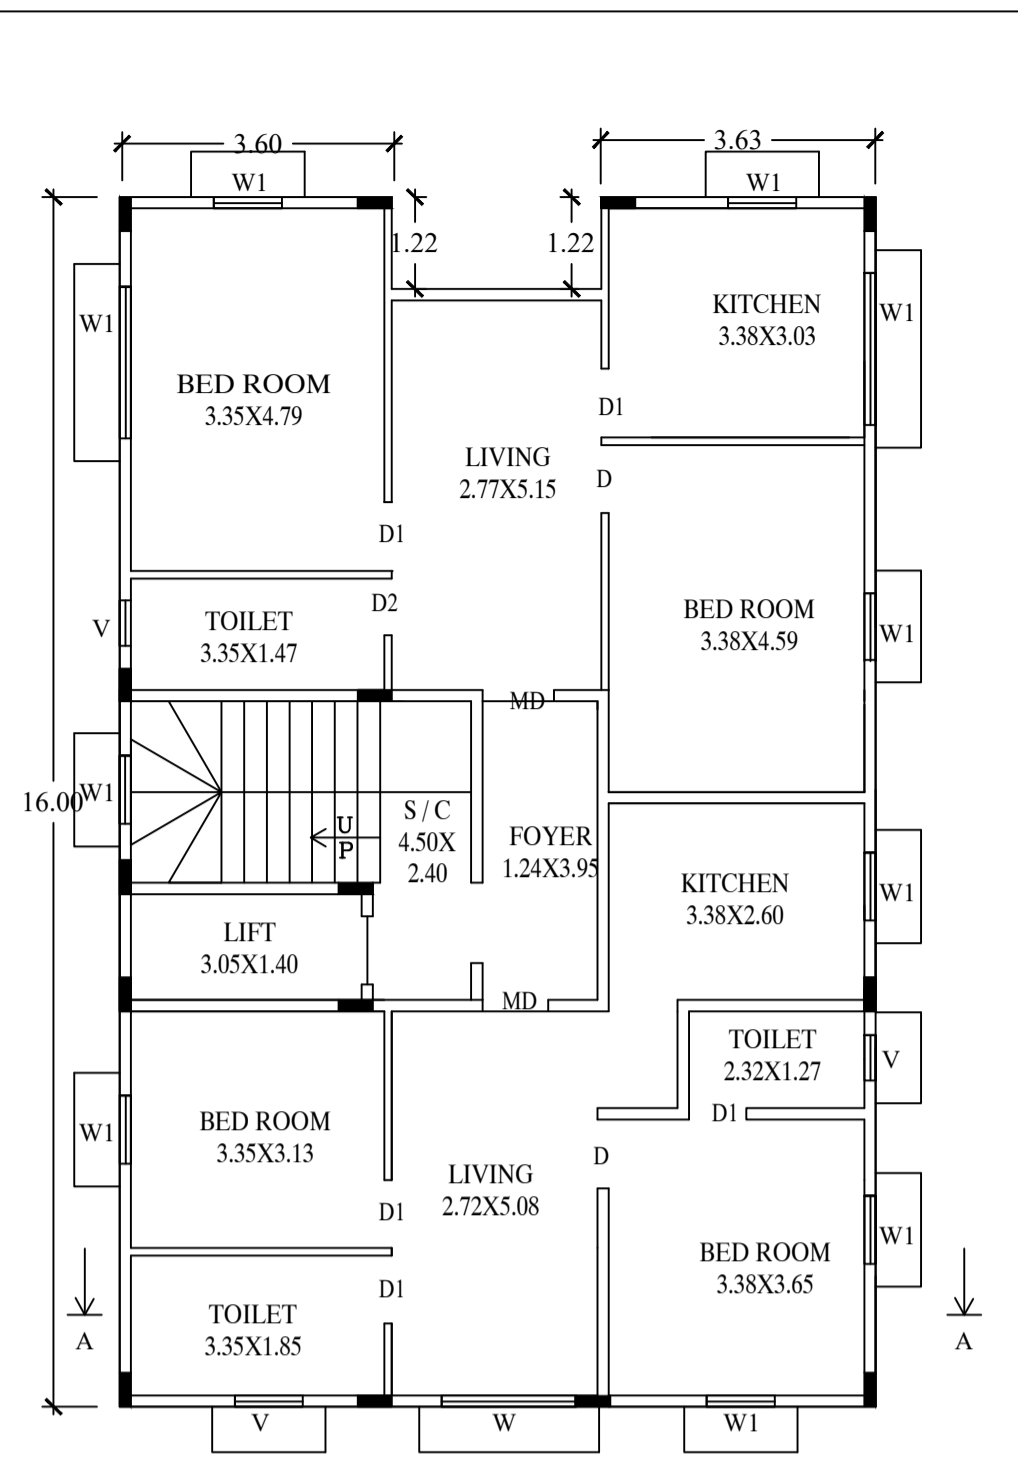 3.60
3.63
W1
W1
1.22
1.22
W1
KITCHEN
3.38X3.03
W1
BED ROOM
3.35X4.79
D1
LIVING
2.77X5.15
D
D1
D2
TOILET
3.35X1.47
V
BED ROOM
3.38X4.59
W1
MD
16.00
W1
S / C
4.50X
2.40
U
P
FOYER
1.24X3.95
KITCHEN
3.38X2.60
W1
LIFT
3.05X1.40
MD
TOILET
2.32X1.27
V
D1
BED ROOM
3.35X3.13
W1
D
LIVING
2.72X5.08
D1
W1
BED ROOM
3.38X3.65
D1
TOILET
3.35X1.85
A
A
V
W
W1